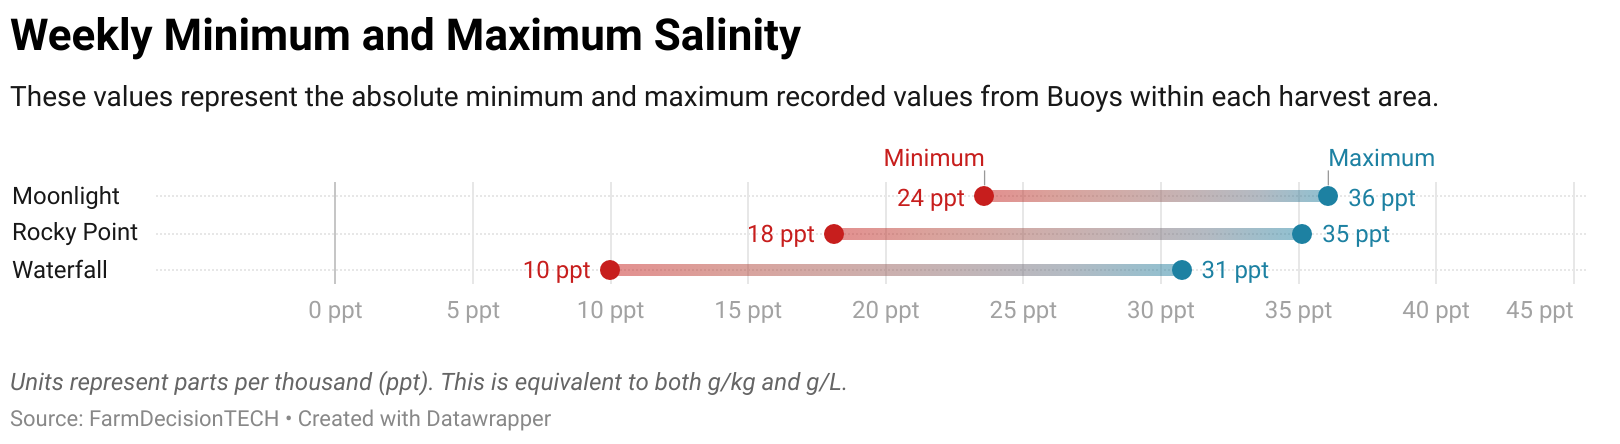 Weekly Minimum and Maximum Salinity
These values represent the absolute minimum and maximum recorded values from Buoys within each harvest area.
Minimum Maximum
Moonlight 24 ppt 36 ppt
Rocky Point 18 ppt 35 ppt
Waterfall 10 ppt 31 ppt
0 ppt 5 ppt 10 ppt 15 ppt 20 ppt 25 ppt 30 ppt 35 ppt 40 ppt 45 ppt
Units represent parts per thousand (ppt). This is equivalent to both g/kg and g/L.
Source: FarmDecisionTECH • Created with Datawrapper